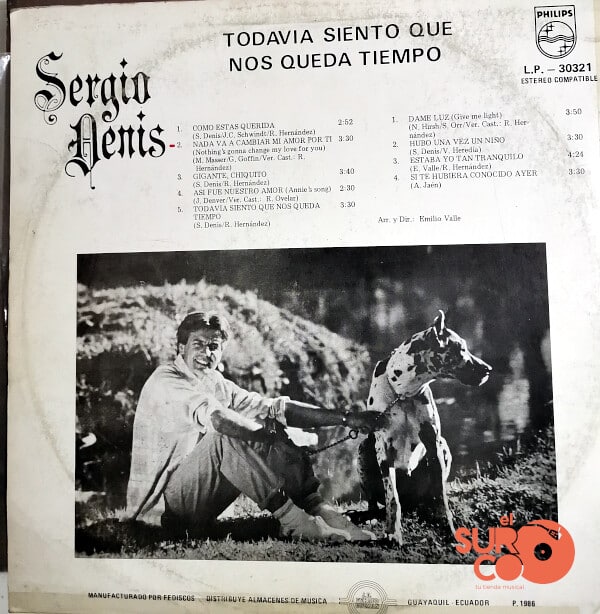 TODAVIA SIENTO QUE
NOS QUEDA TIEMPO
Sergio
Denis
PHILIPS
L.P. - 30321
ESTEREO COMPATIBLE
1. COMO ESTAS QUERIDA 2:52
(S. Denis/J.C. Schwindt/R. Hernández)
2. NADA VA A CAMBIAR MI AMOR POR TI 3:30
(Nothing's gonna change my love for you)
(M. Masser/G. Goffin/Ver. Cast.: R.
Hernández)
3. GIGANTE, CHIQUITO 3:40
(S. Denis/R. Hernández)
4. ASI FUE NUESTRO AMOR (Annie's song) 2:30
(J. Denver/Ver. Cast.: R. Ovelar)
5. TODAVIA SIENTO QUE NOS QUEDA 3:30
TIEMPO
(S. Denis/R. Hernández)
1. DAME LUZ (Give me light) 3:50
(N. Hirsh/S. Orr/Ver. Cast.: R. Her-
nández)
2. HUBO UNA VEZ UN NIÑO 3:30
(S. Denis/V. Heredia)
3. ESTABA YO TAN TRANQUILO 4:24
(E. Valle/R. Hernández)
4. SI TE HUBIERA CONOCIDO AYER 3:30
(A. Jaén)
Arr. y Dir.: Emilio Valle
el
SURCO
tu tienda musical
MANUFACTURADO POR FEDISCOS DISTRIBUYE ALMACENES DE MUSICA GUAYAQUIL - ECUADOR P. 1986